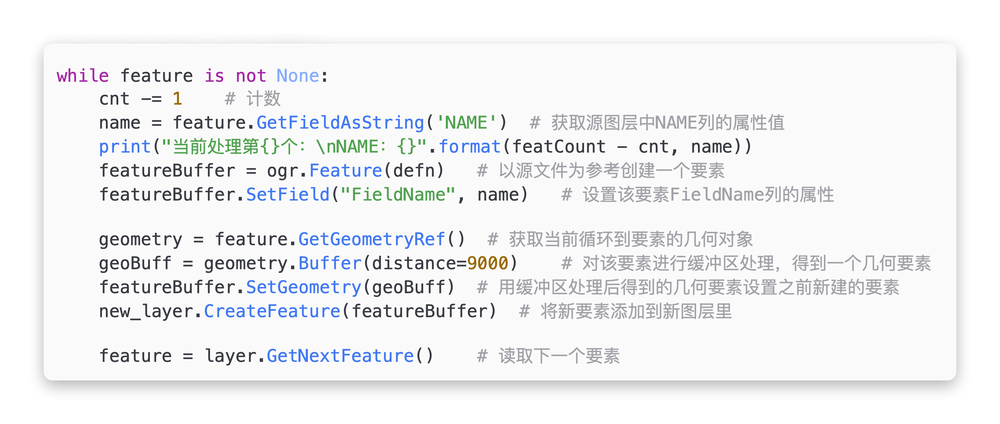 while feature is not None:
    cnt -= 1    # 计数
    name = feature.GetFieldAsString('NAME')  # 获取源图层中NAME列的属性值
    print("当前处理第{}个：\nNAME：{}".format(featCount - cnt, name))
    featureBuffer = ogr.Feature(defn)   # 以源文件为参考创建一个要素
    featureBuffer.SetField("FieldName", name)   # 设置该要素FieldName列的属性

    geometry = feature.GetGeometryRef()  # 获取当前循环到要素的几何对象
    geoBuff = geometry.Buffer(distance=9000)    # 对该要素进行缓冲区处理，得到一个几何要素
    featureBuffer.SetGeometry(geoBuff)  # 用缓冲区处理后得到的几何要素设置之前新建的要素
    new_layer.CreateFeature(featureBuffer)  # 将新要素添加到新图层里

    feature = layer.GetNextFeature()    # 读取下一个要素